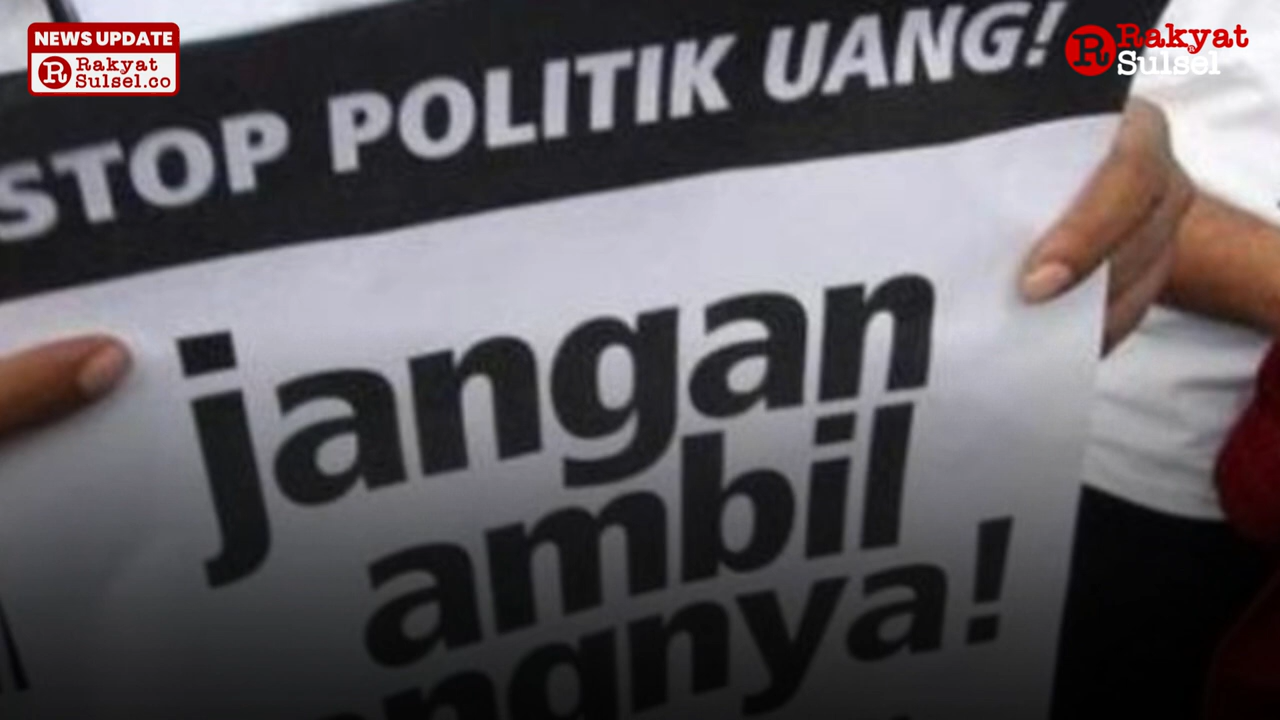 NEWS UPDATE
Rakyat
Sulsel.co
Rakyat
Sulsel
STOP POLITIK UANG!
jangan
ambil